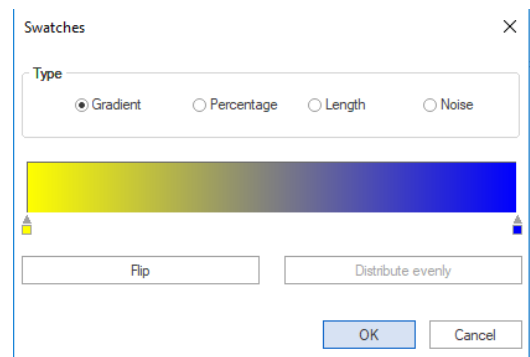 Swatches
Type
Gradient Percentage Length Noise
Flip Distribute evenly
OK Cancel